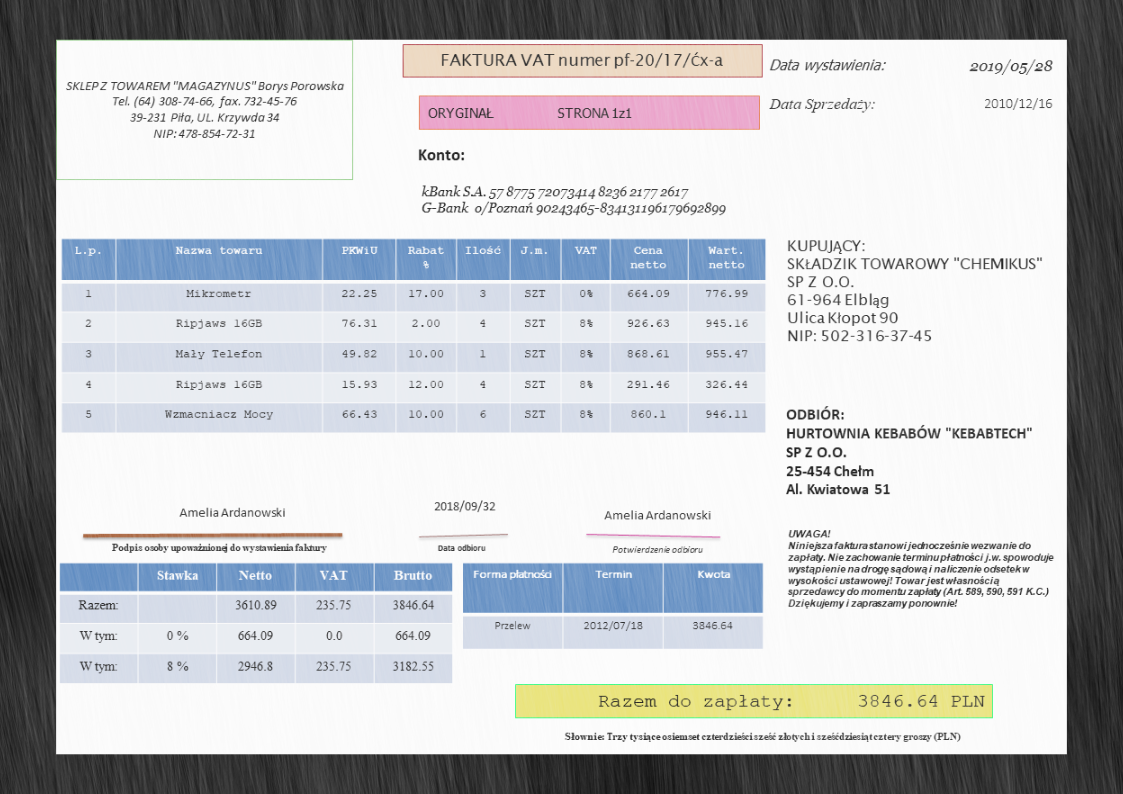 SKLEP Z TOWAREM "MAGAZYNUS" Borys Porowska
Tel. (64) 308-74-66, fax. 732-45-76
39-231 Piła, UL. Krzywda 34
NIP: 478-854-72-31
FAKTURA VAT numer pf-20/17/Ćx-a
ORYGINAŁ STRONA 1z1
Data wystawienia: 2019/05/28
Data Sprzedaży: 2010/12/16
Konto:
kBank S.A. 57 8775 72073414 8236 2177 2617
G-Bank o/Poznań 90243465-834131196179692899
L.p. Nazwa towaru PKWiU Rabat % Ilość J.m. VAT Cena netto Wart. netto
1 Mikrometr 22.25 17.00 3 SZT 0% 664.09 776.99
2 Ripjaws 16GB 76.31 2.00 4 SZT 8% 926.63 945.16
3 Mały Telefon 49.82 10.00 1 SZT 8% 868.61 955.47
4 Ripjaws 16GB 15.93 12.00 4 SZT 8% 291.46 326.44
5 Wzmacniacz Mocy 66.43 10.00 6 SZT 8% 860.1 946.11
KUPUJĄCY:
SKŁADZIK TOWAROWY "CHEMIKUS"
SP Z O.O.
61-964 Elbląg
Ulica Kłopot 90
NIP: 502-316-37-45
ODBIÓR:
HURTOWNIA KEBABÓW "KEBABTECH"
SP Z O.O.
25-454 Chełm
Al. Kwiatowa 51
Amelia Ardanowski
Podpis osoby upoważnionej do wystawienia faktury
2018/09/32
Data odbioru
Amelia Ardanowski
Potwierdzenie odbioru
UWAGA!
Niniejsza faktura stanowi jednocześnie wezwanie do
zapłaty. Nie zachowanie terminu płatności j.w. spowoduje
wystąpienie na drogę sądową i naliczenie odsetek w
wysokości ustawowej! Towar jest własnością
sprzedawcy do momentu zapłaty (Art. 589, 590, 591 K.C.)
Dziękujemy i zapraszamy ponownie!
Stawka Netto VAT Brutto
Razem: 3610.89 235.75 3846.64
W tym: 0 % 664.09 0.0 664.09
W tym: 8 % 2946.8 235.75 3182.55
Forma płatności Termin Kwota
Przelew 2012/07/18 3846.64
Razem do zapłaty: 3846.64 PLN
Słownie: Trzy tysiące osiemset czterdzieści sześć złotych i sześćdziesiąt cztery groszy (PLN)